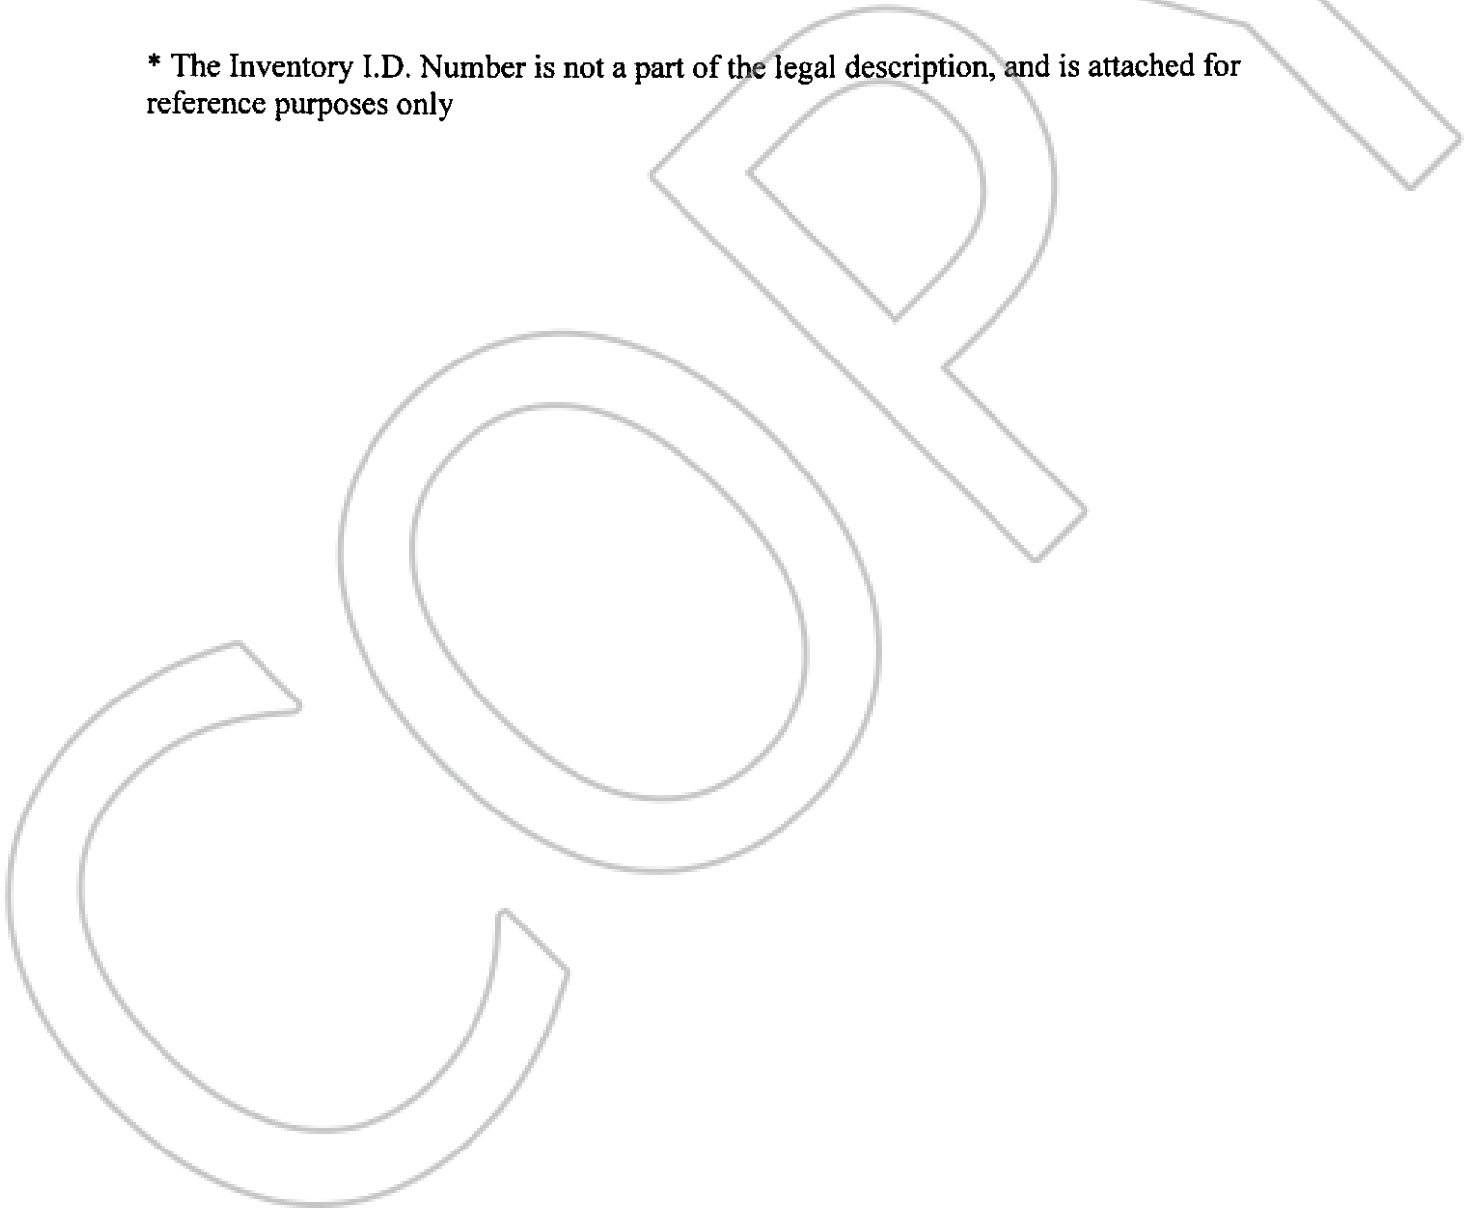 * The Inventory I.D. Number is not a part of the legal description, and is attached for
reference purposes only
COPY